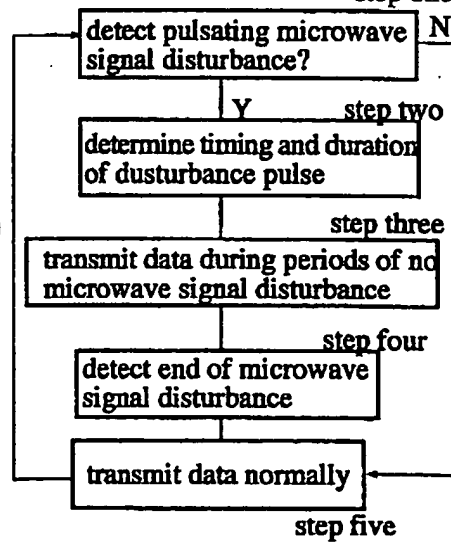 detect pulsating microwave
signal disturbance?
N
Y
step two
determine timing and duration
of dusturbance pulse
step three
transmit data during periods of no
microwave signal disturbance
step four
detect end of microwave
signal disturbance
transmit data normally
step five